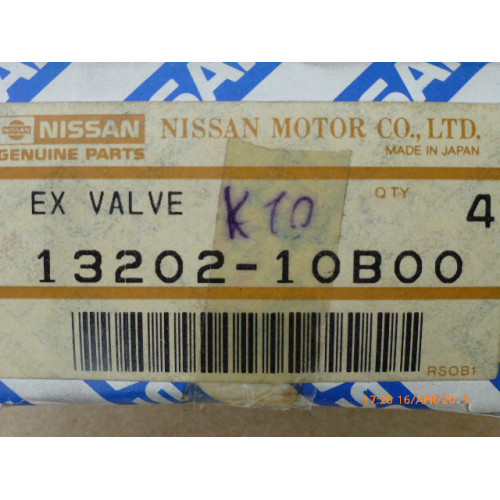 NISSAN
GENUINE PARTS
NISSAN MOTOR CO., LTD.
MADE IN JAPAN
EX VALVE
K10
QTY
4
13202-10B00
RSOB1